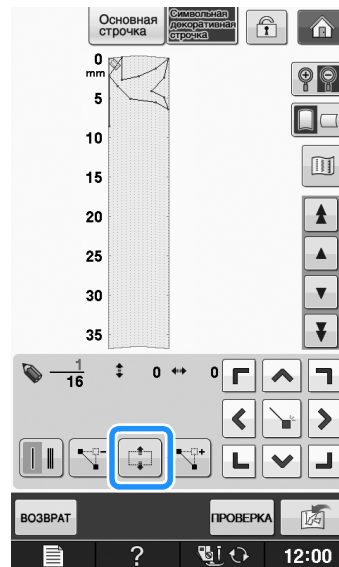 Основная
строчка
Символьная
декоративная
строчка
0
mm
5
10
15
20
25
30
35
1
16
0
0
ВОЗВРАТ
ПРОВЕРКА
?
12:00